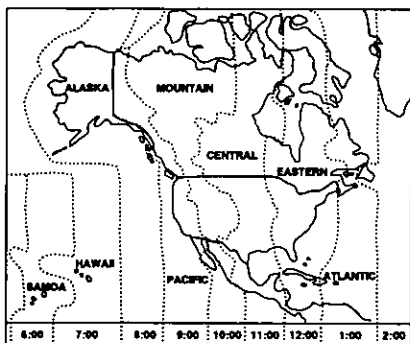 ALASKA
MOUNTAIN
CENTRAL
EASTERN
HAWAII
SAMOA
PACIFIC
ATLANTIC
6:00 7:00 8:00 9:00 10:00 11:00 12:00 1:00 2:00